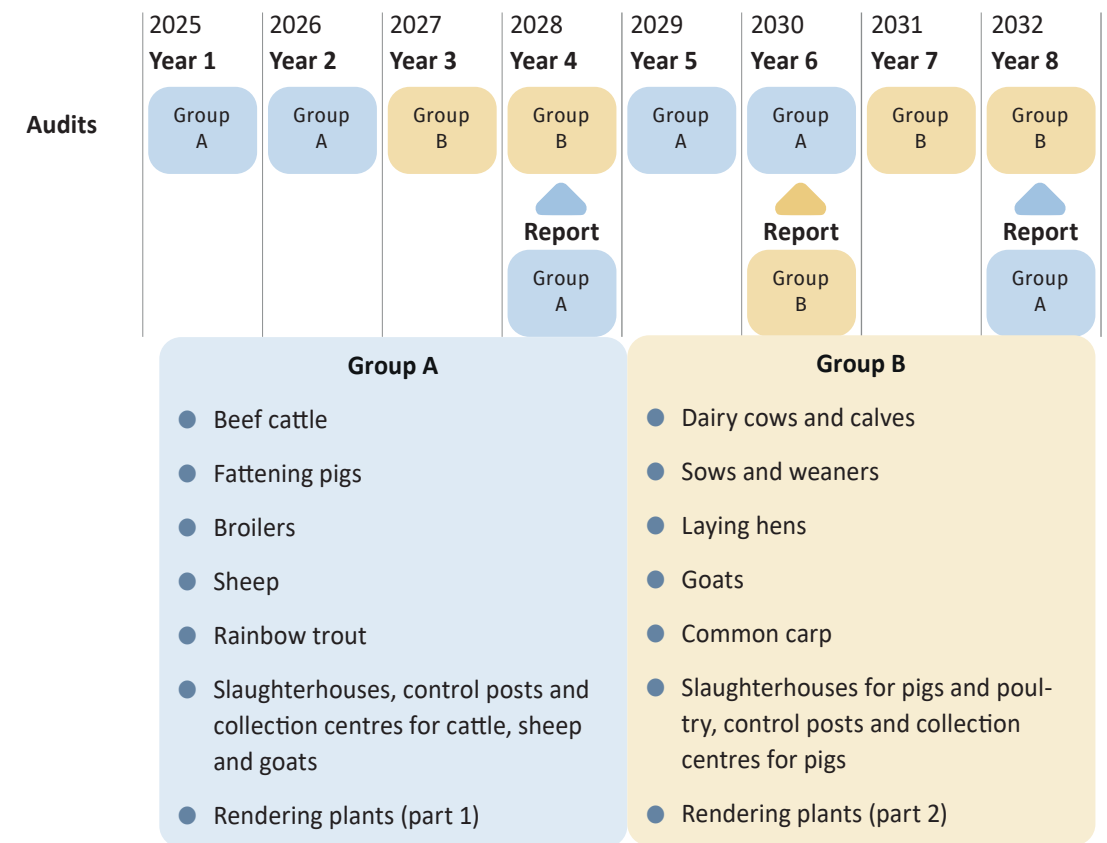 2025 2026 2027 2028 2029 2030 2031 2032
Year 1 Year 2 Year 3 Year 4 Year 5 Year 6 Year 7 Year 8
Audits
Group Group Group Group Group Group Group Group
A A B B A A B B
Report Report Report
Group Group Group
A B A
Group A
Beef cattle
Fattening pigs
Broilers
Sheep
Rainbow trout
Slaughterhouses, control posts and
collection centres for cattle, sheep
and goats
Rendering plants (part 1)
Group B
Dairy cows and calves
Sows and weaners
Laying hens
Goats
Common carp
Slaughterhouses for pigs and poul-
try, control posts and collection
centres for pigs
Rendering plants (part 2)